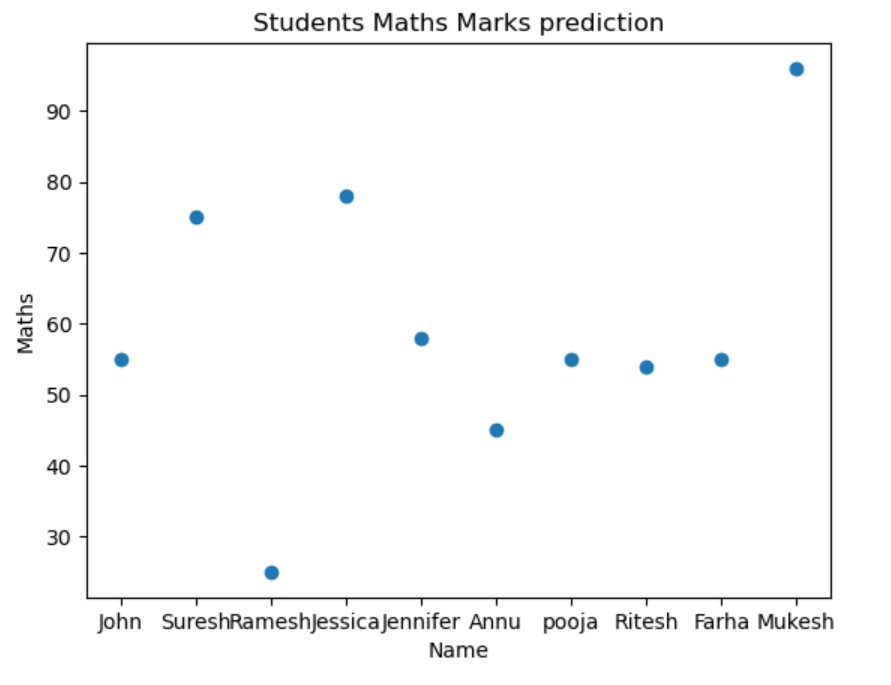 Students Maths Marks prediction
90
80
70
60
50
40
30
Maths
John Suresh Ramesh Jessica Jennifer Annu pooja Ritesh Farha Mukesh
Name